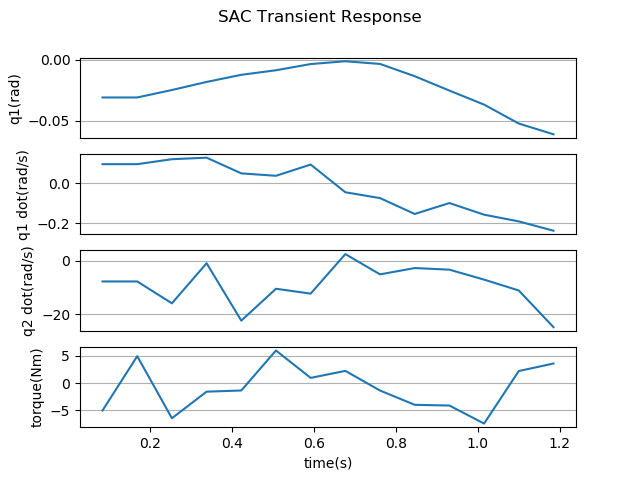 SAC Transient Response
q1(rad)
0.00
−0.05
q1 dot(rad/s)
0.0
−0.2
q2 dot(rad/s)
0
−20
torque(Nm)
5
0
−5
0.2 0.4 0.6 0.8 1.0 1.2
time(s)